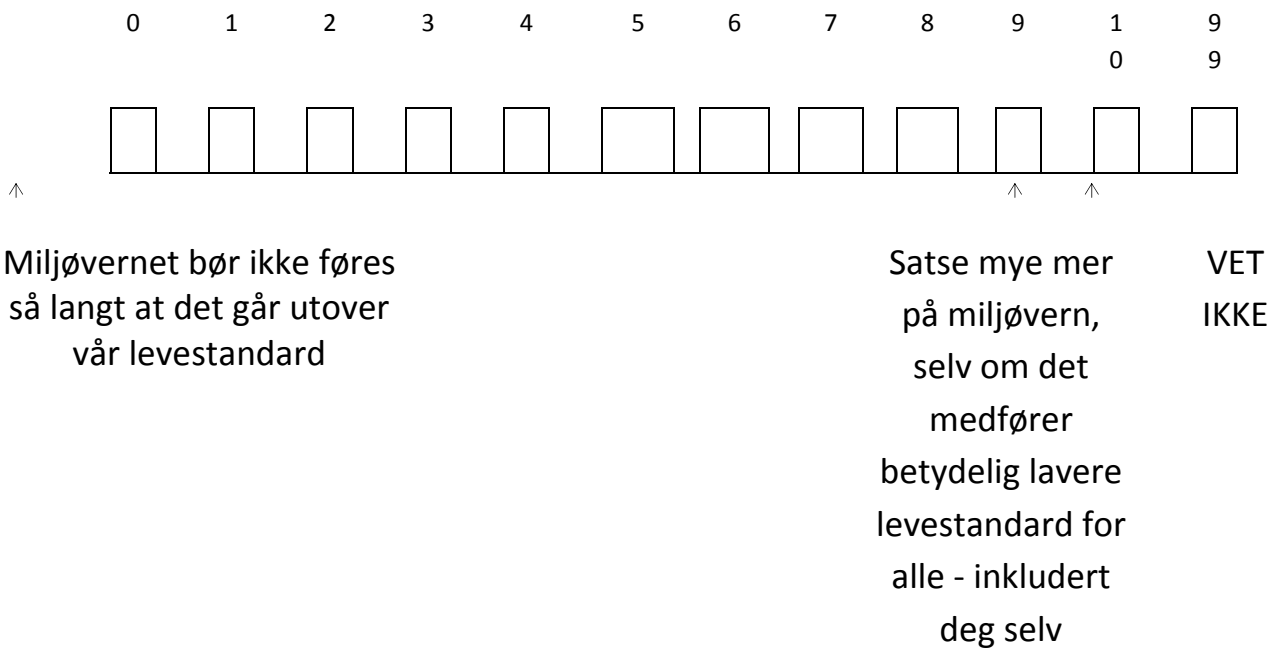 0 1 2 3 4 5 6 7 8 9 1 9
0 9
Miljøvernet bør ikke føres
så langt at det går utover
vår levestandard
Satse mye mer
på miljøvern,
selv om det
medfører
betydelig lavere
levestandard for
alle - inkludert
deg selv
VET
IKKE